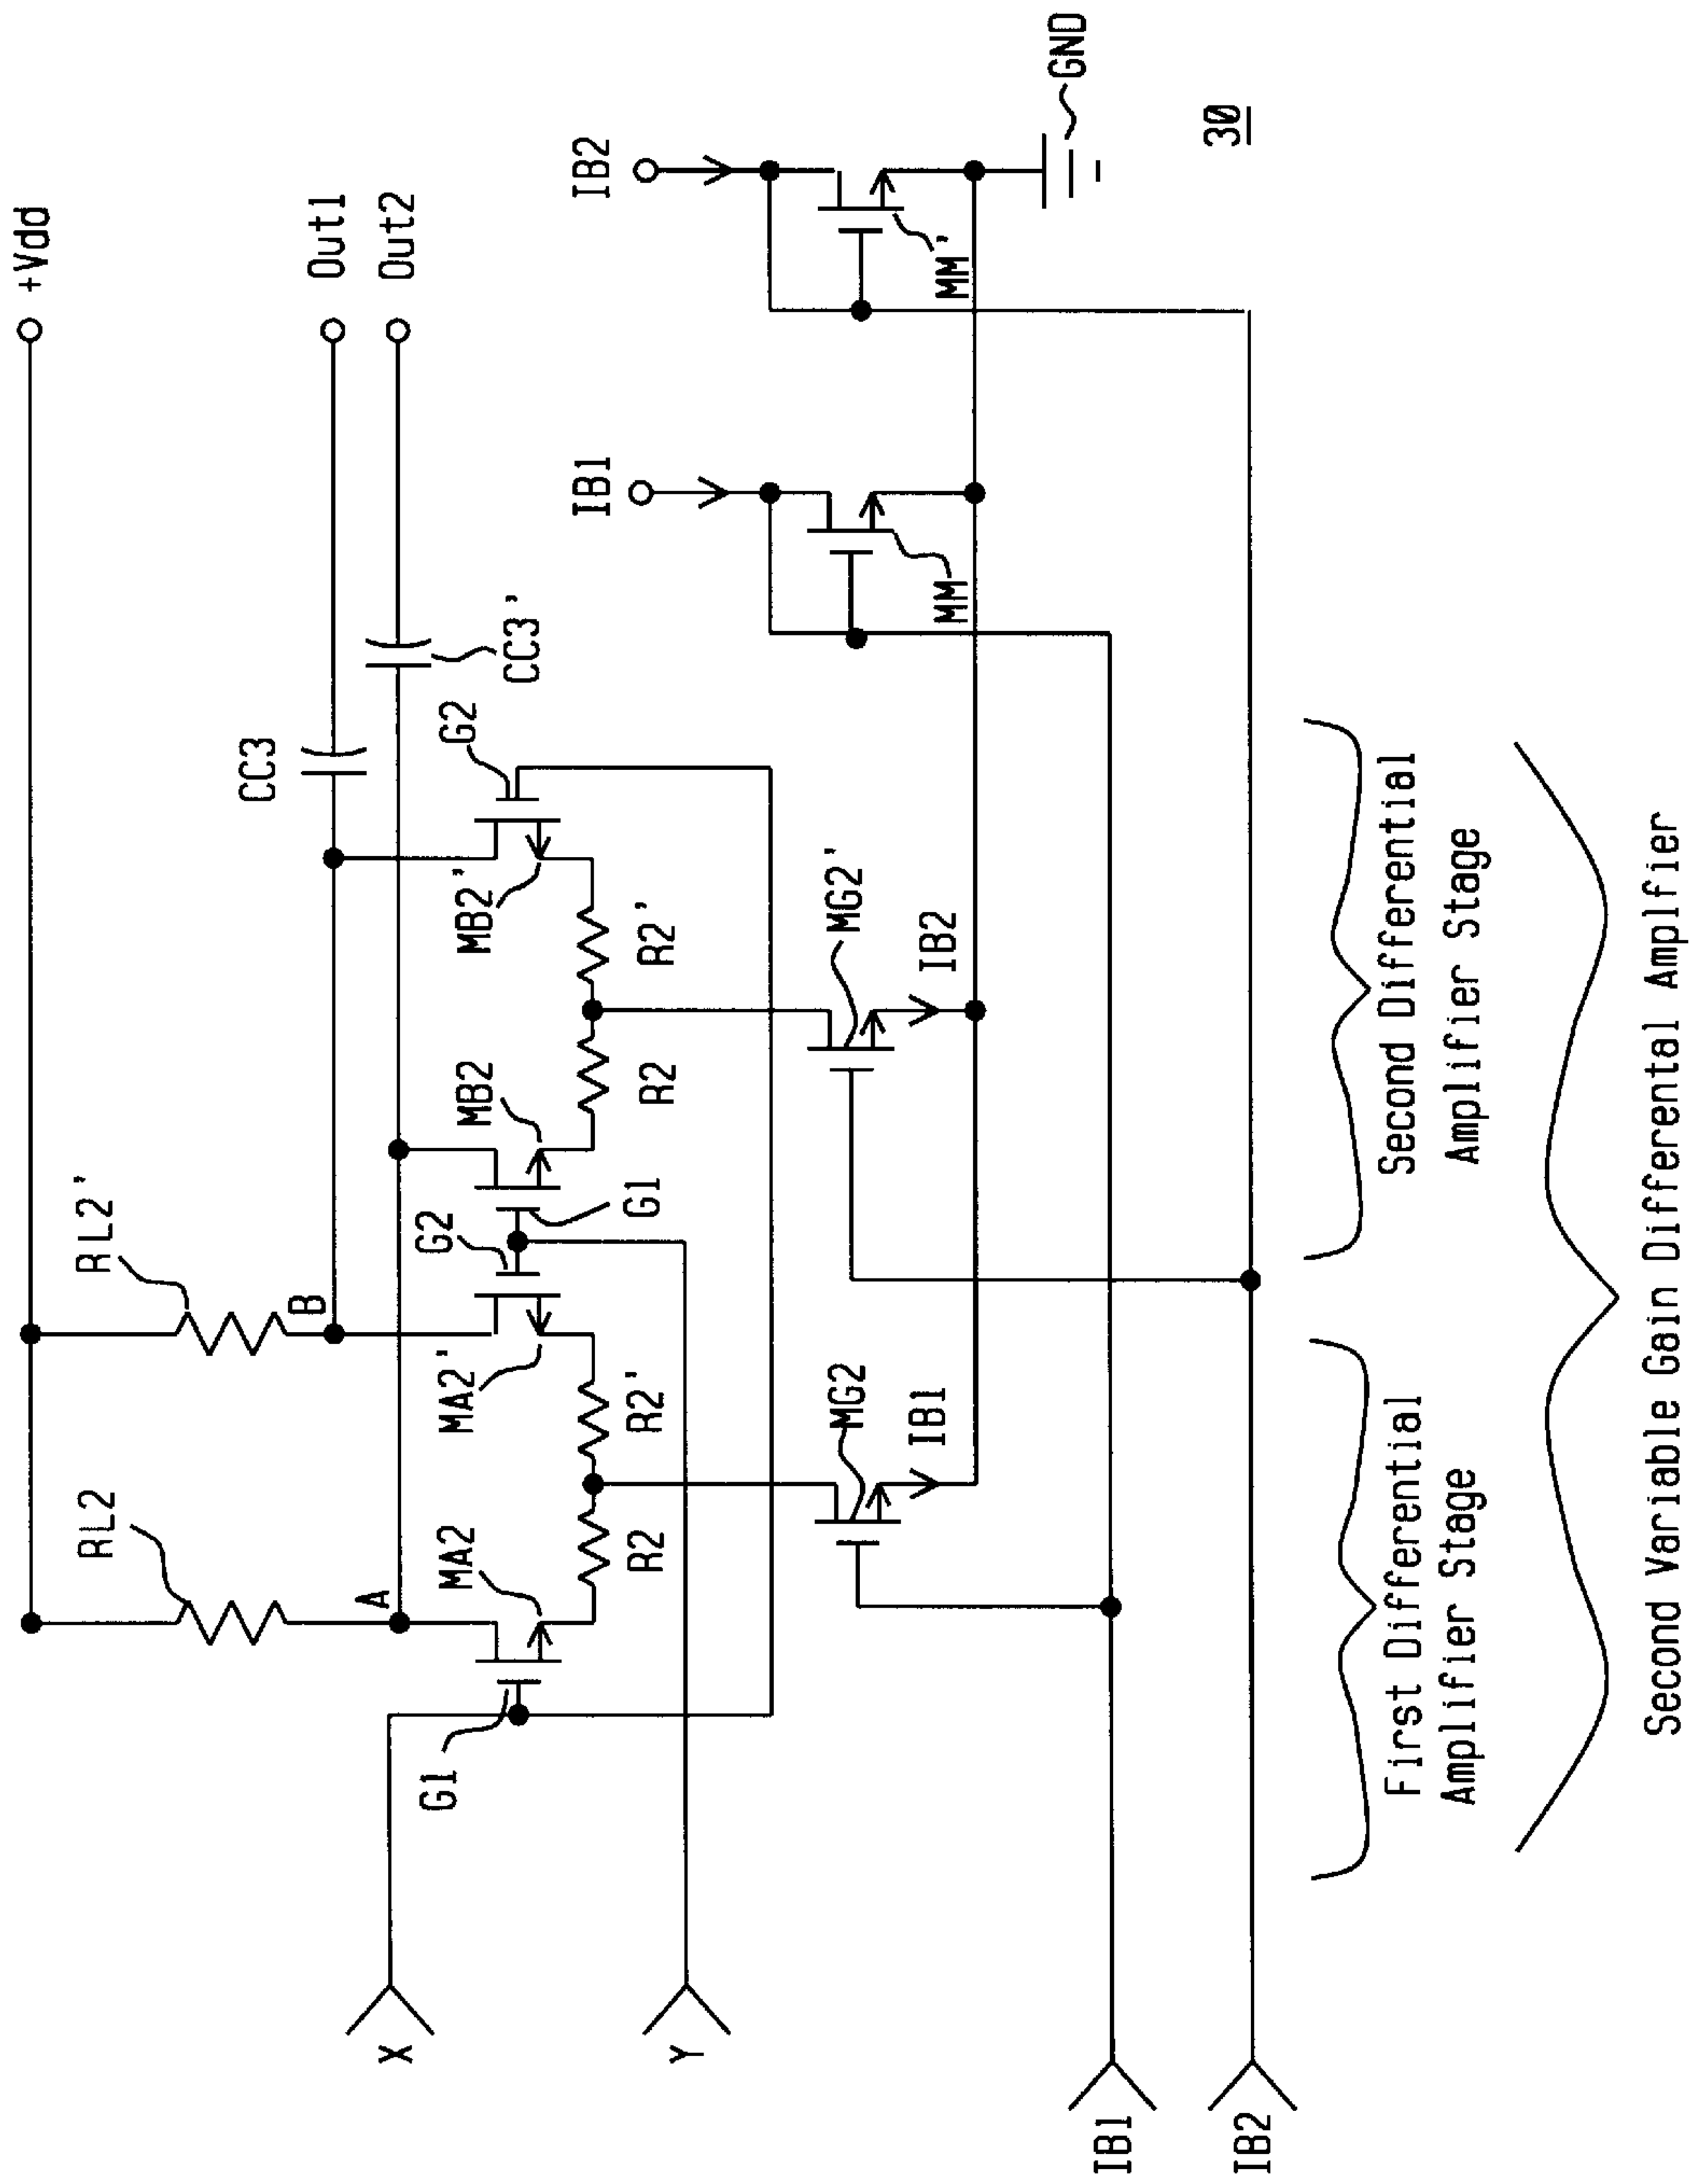 +Vdd
RL2
RL2'
Out1
Out2
A
B
CC3
CC3'
X
G1
MA2
MA2'
G2
G1
MB2
MB2'
G2
IB1
IB2
R2
R2'
R2
R2'
Y
MG2
MG2'
MM
MM'
IB1
IB2
GND
IB1
IB2
30
First Differential
Amplifier Stage
Second Differential
Amplifier Stage
Second Variable Gain Differental Amplfier